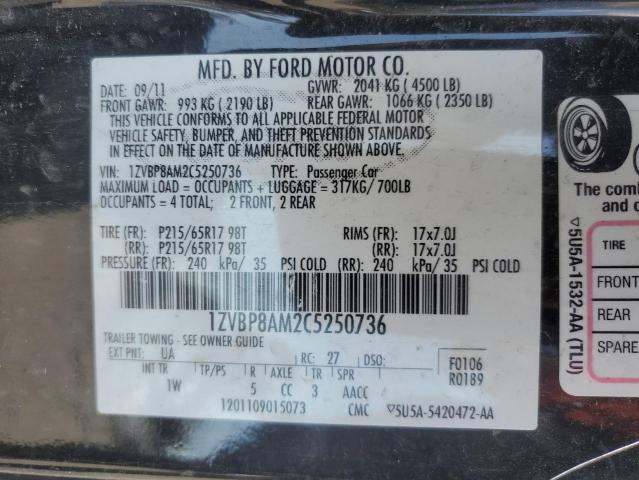 MFD. BY FORD MOTOR CO.
DATE: 09/11 GVWR: 2041 KG ( 4500 LB)
FRONT GAWR: 993 KG ( 2190 LB) REAR GAWR: 1066 KG ( 2350 LB)
THIS VEHICLE CONFORMS TO ALL APPLICABLE FEDERAL MOTOR
VEHICLE SAFETY, BUMPER, AND THEFT PREVENTION STANDARDS
IN EFFECT ON THE DATE OF MANUFACTURE SHOWN ABOVE.
VIN: 1ZVBP8AM2C5250736 TYPE: Passenger Car
MAXIMUM LOAD = OCCUPANTS + LUGGAGE = 317KG/ 700LB
OCCUPANTS = 4 TOTAL: 2 FRONT, 2 REAR
TIRE (FR): P215/65R17 98T RIMS (FR): 17x7.0J
(RR): P215/65R17 98T (RR): 17x7.0J
PRESSURE (FR): 240 kPa/ 35 PSI COLD (RR): 240 kPa/ 35 PSI COLD
1ZVBP8AM2C5250736
TRAILER TOWING - SEE OWNER GUIDE
EXT PNT: UA RC: 27 DSO:
INT TR TP/PS R AXLE TR SPR
1W 5 CC 3 AACC
F0106
R0189
1201109015073 CMC ▽5U5A-5420472-AA
▽5U5A-1532-AA (TLU)
The comb
and c
TIRE
FRONT
REAR
SPARE